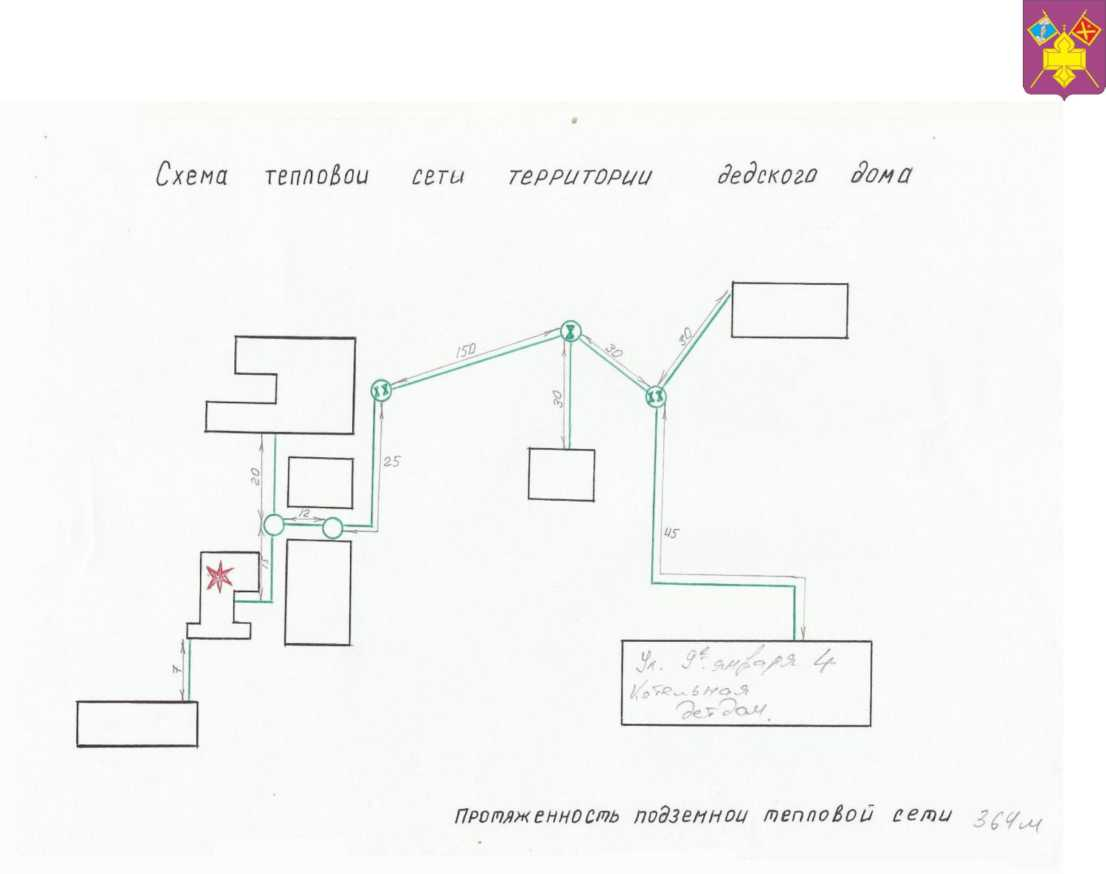 Схема тепловои сети территории дедского дома
150
30
30
30
25
20
12
15
45
7
Ул. 9е января 4
Котельная
детдом.
Протяженность подземнои тепловой сети 364м